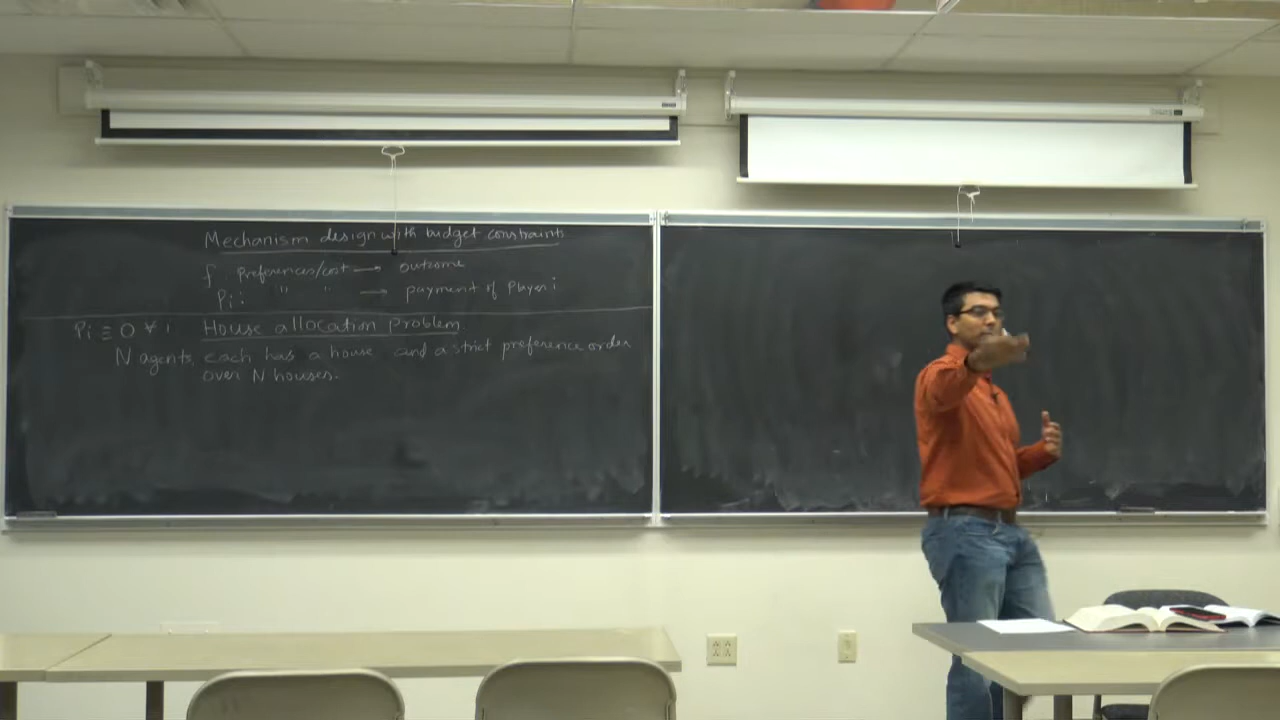 Mechanism design with budget constraints
f : preferences/cost → outcome
Pi : " " → payment of Player i
Pi ≡ 0 ∀ i House allocation problem
N agents, each has a house and a strict preference order
over N houses.